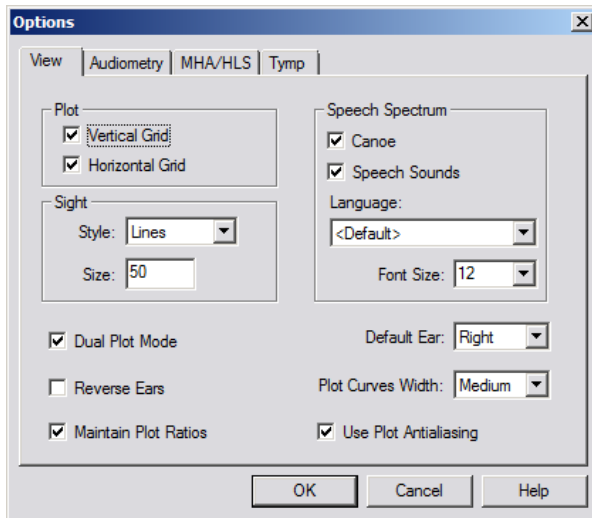 Options
View Audiometry MHA/HLS Tymp
Plot
Vertical Grid
Horizontal Grid
Sight
Style: Lines
Size: 50
Speech Spectrum
Canoe
Speech Sounds
Language:
<Default>
Font Size: 12
Dual Plot Mode
Default Ear: Right
Reverse Ears
Plot Curves Width: Medium
Maintain Plot Ratios
Use Plot Antialiasing
OK Cancel Help